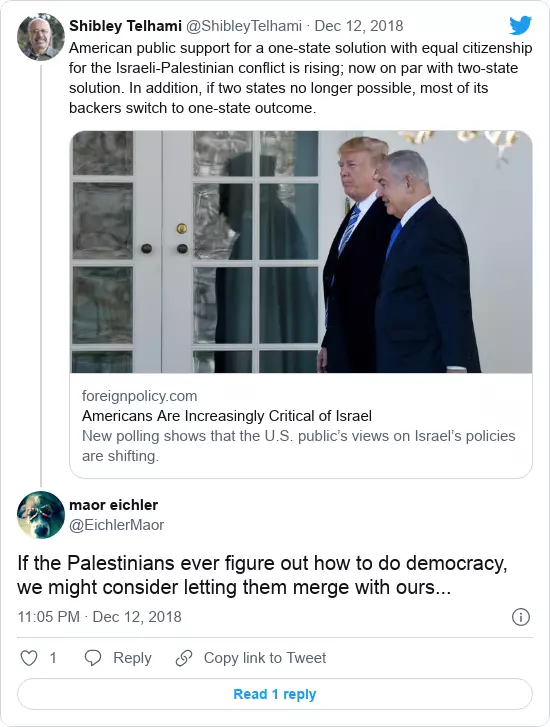 Shibley Telhami @ShibleyTelhami · Dec 12, 2018
American public support for a one-state solution with equal citizenship
for the Israeli-Palestinian conflict is rising; now on par with two-state
solution. In addition, if two states no longer possible, most of its
backers switch to one-state outcome.
foreignpolicy.com
Americans Are Increasingly Critical of Israel
New polling shows that the U.S. public's views on Israel's policies
are shifting.
maor eichler
@EichlerMaor
If the Palestinians ever figure out how to do democracy,
we might consider letting them merge with ours...
11:05 PM · Dec 12, 2018
1 Reply Copy link to Tweet
Read 1 reply